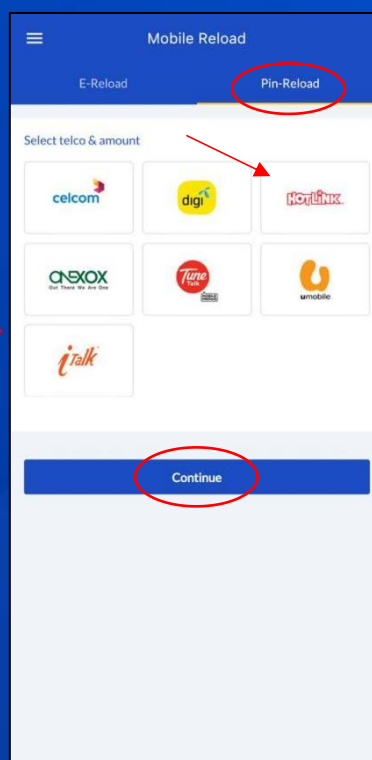 Mobile Reload
E-Reload
Pin-Reload
Select telco & amount
celcom
digi
HOTLINK
ONEXOX
Out There We Are One
Tune
Talk
umobile
iTalk
Continue